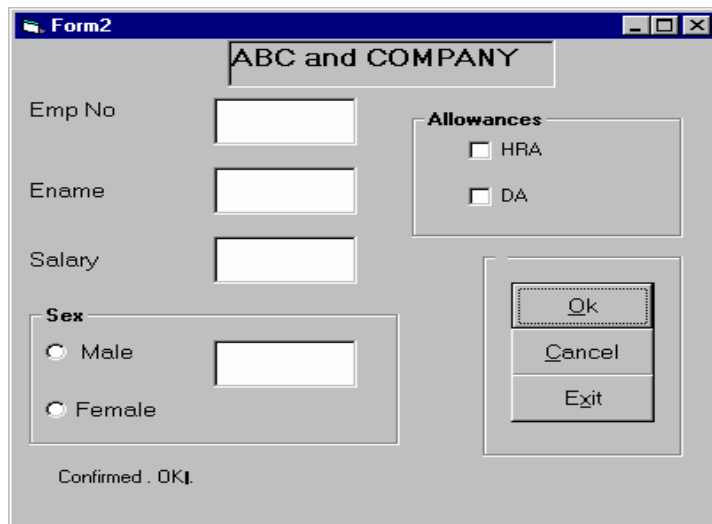 Form2
ABC and COMPANY
Emp No
Ename
Salary
Allowances
HRA
DA
Sex
Male
Female
Ok
Cancel
Exit
Confirmed . OK.